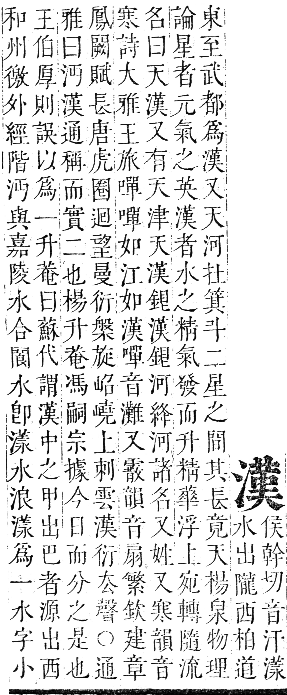 漢
侯幹切音汗漾
水出隴西柏道
東至武都為漢又天河壯箕斗二星之間其長竟天楊泉物理
論星者元氣之英漢者水之精氣發而升精華浮上宛轉隨流
名曰天漢又有天津天漢銀漢銀河絳河諸名又姓又寒韻音
寒詩大雅王旅嘽嘽如江如漢嘽音灘又霰韻音扇繁欽建章
鳳闕賦長唐虎圈迴望曼衍槃旋岧嶢上刺雲漢衍厺聲○通
雅曰沔漢通稱而實二也楊升菴馮嗣宗據今日而分之是也
王伯厚則誤以為一升菴曰蘇代謂漢中之甲出巴者源出西
和州徼外經階沔與嘉陵水合閬水卽漾水浪漾為一水字小